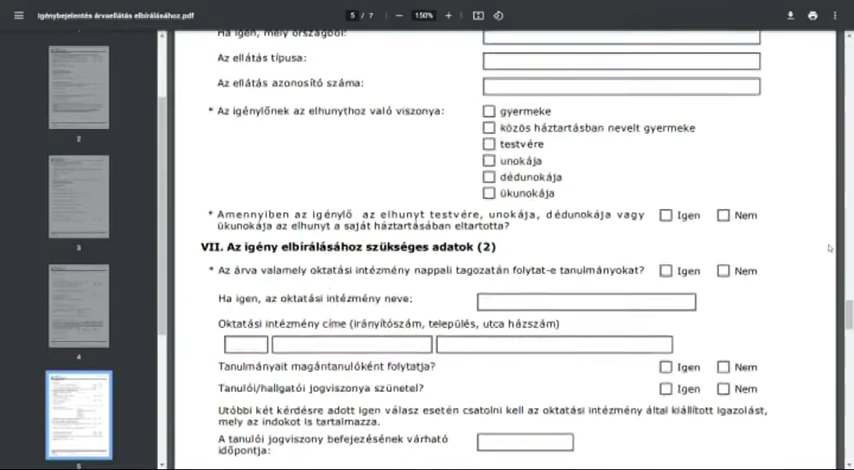 Igénybejelentés árvaellátás elbírálásához.pdf
5 / 7
150%
Ha igen, mely országból:
Az ellátás típusa:
Az ellátás azonosító száma:
* Az igénylőnek az elhunythoz való viszonya:
gyermeke
közös háztartásban nevelt gyermeke
testvére
unokája
dédunokája
ükunokája
* Amennyiben az igénylő az elhunyt testvére, unokája, dédunokája vagy
ükunokája az elhunyt a saját háztartásában eltartotta?
Igen
Nem
VII. Az igény elbírálásához szükséges adatok (2)
* Az árva valamely oktatási intézmény nappali tagozatán folytat-e tanulmányokat?
Igen
Nem
Ha igen, az oktatási intézmény neve:
Oktatási intézmény címe (irányítószám, település, utca házszám)
Tanulmányait magántanulóként folytatja?
Igen
Nem
Tanulói/hallgatói jogviszonya szünetel?
Igen
Nem
Utóbbi két kérdésre adott igen válasz esetén csatolni kell az oktatási intézmény által kiállított igazolást,
mely az indokot is tartalmazza.
A tanulói jogviszony befejezésének várható
időpontja:
2
3
4
5